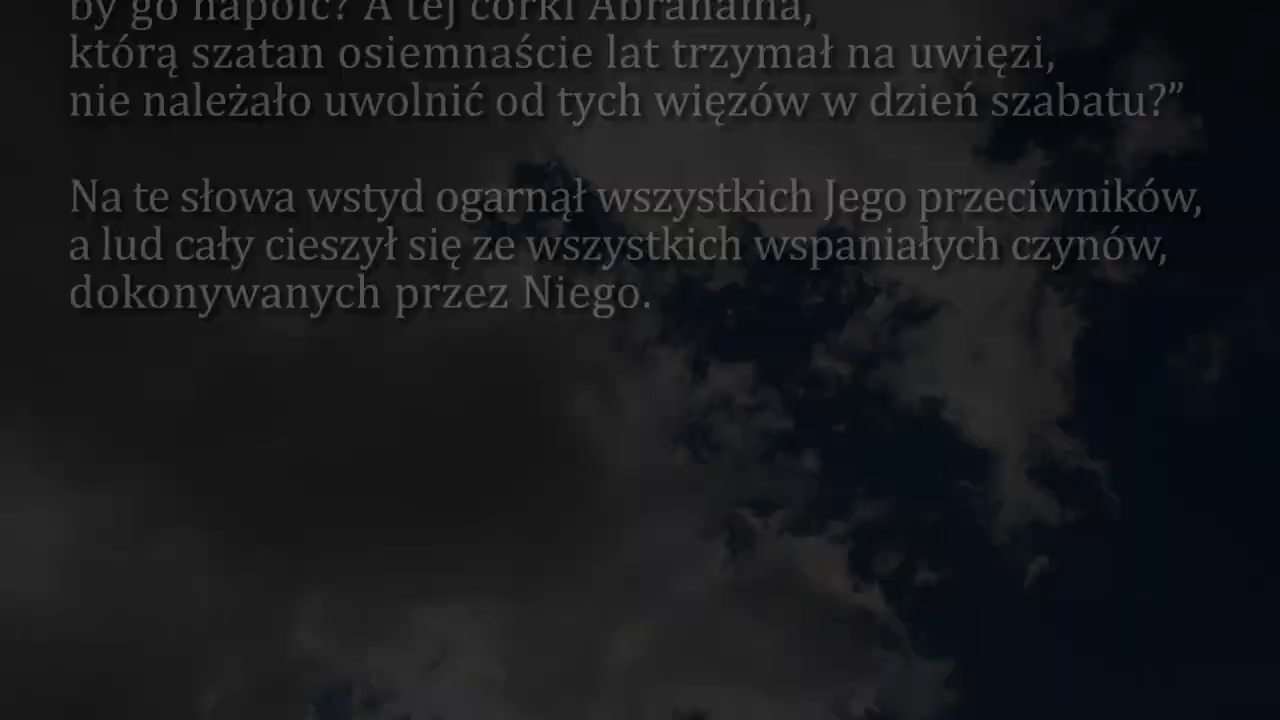 by go napoić? A tej córki Abrahama,
którą szatan osiemnaście lat trzymał na uwięzi,
nie należało uwolnić od tych więzów w dzień szabatu?”
Na te słowa wstyd ogarnął wszystkich Jego przeciwników,
a lud cały cieszył się ze wszystkich wspaniałych czynów,
dokonywanych przez Niego.